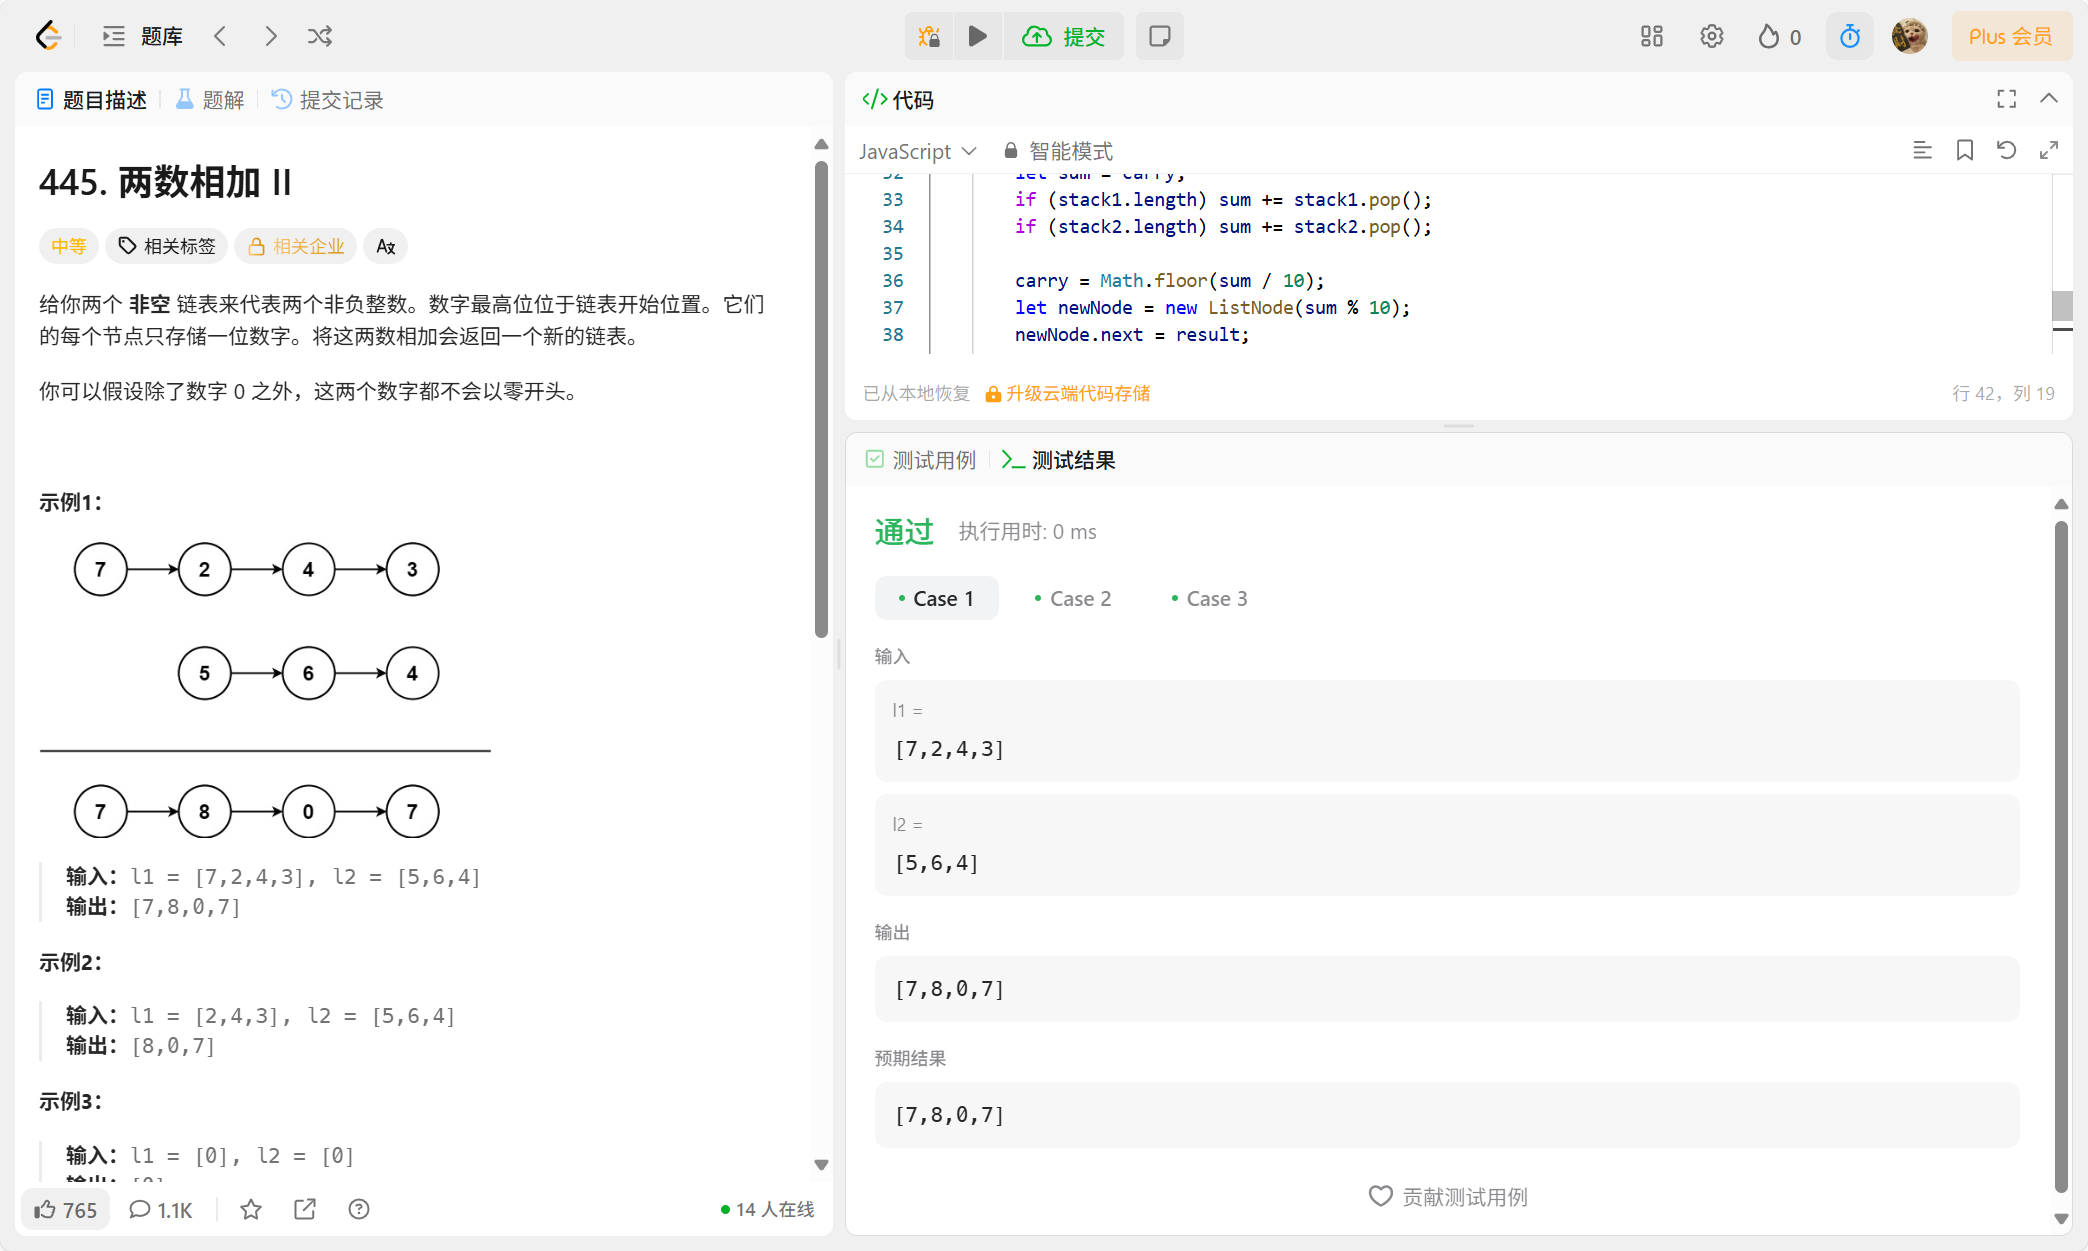 题库
提交
0
Plus 会员
题目描述
题解
提交记录
445. 两数相加 II
中等
相关标签
相关企业
给你两个 非空 链表来代表两个非负整数。数字最高位位于链表开始位置。它们
的每个节点只存储一位数字。将这两数相加会返回一个新的链表。
你可以假设除了数字 0 之外，这两个数字都不会以零开头。
示例1：
7 2 4 3
5 6 4
7 8 0 7
输入：l1 = [7,2,4,3], l2 = [5,6,4]
输出：[7,8,0,7]
示例2：
输入：l1 = [2,4,3], l2 = [5,6,4]
输出：[8,0,7]
示例3：
输入：l1 = [0], l2 = [0]
输出：[0]
765
1.1K
14 人在线
</> 代码
JavaScript
智能模式
32 let sum = carry;
33 if (stack1.length) sum += stack1.pop();
34 if (stack2.length) sum += stack2.pop();
35
36 carry = Math.floor(sum / 10);
37 let newNode = new ListNode(sum % 10);
38 newNode.next = result;
已从本地恢复
升级云端代码存储
行 42，列 19
测试用例
测试结果
通过
执行用时: 0 ms
Case 1
Case 2
Case 3
输入
l1 =
[7,2,4,3]
l2 =
[5,6,4]
输出
[7,8,0,7]
预期结果
[7,8,0,7]
贡献测试用例